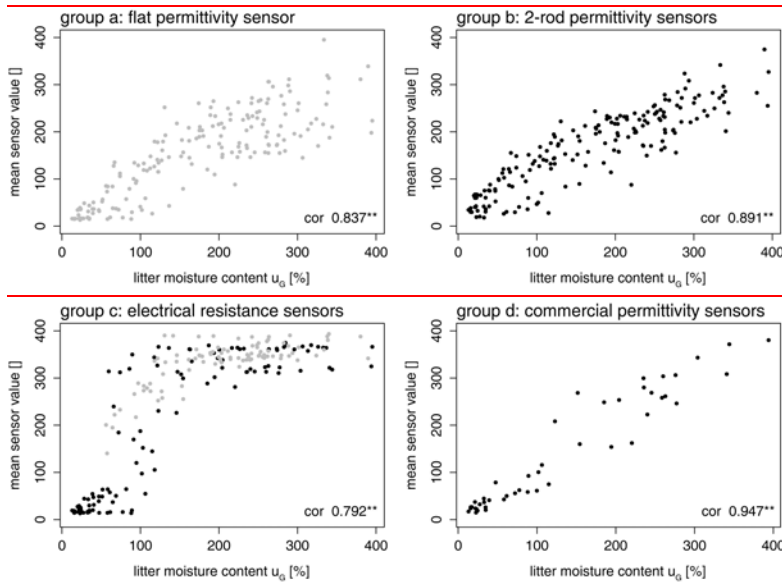 group a: flat permittivity sensor
mean sensor value []
400
300
200
100
0
cor 0.837**
0 100 200 300 400
litter moisture content uG [%]
group b: 2-rod permittivity sensors
mean sensor value []
400
300
200
100
0
cor 0.891**
0 100 200 300 400
litter moisture content uG [%]
group c: electrical resistance sensors
mean sensor value []
400
300
200
100
0
cor 0.792**
0 100 200 300 400
litter moisture content uG [%]
group d: commercial permittivity sensors
mean sensor value []
400
300
200
100
0
cor 0.947**
0 100 200 300 400
litter moisture content uG [%]